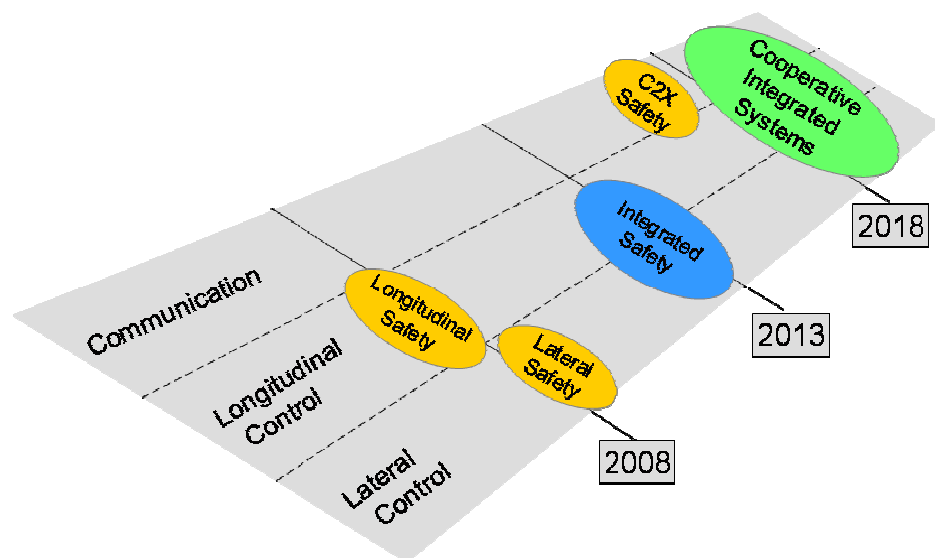 Cooperative
Integrated
Systems
C2X
Safety
2018
Integrated
Safety
2013
Communication
Longitudinal
Safety
Lateral
Safety
Longitudinal
Control
2008
Lateral
Control